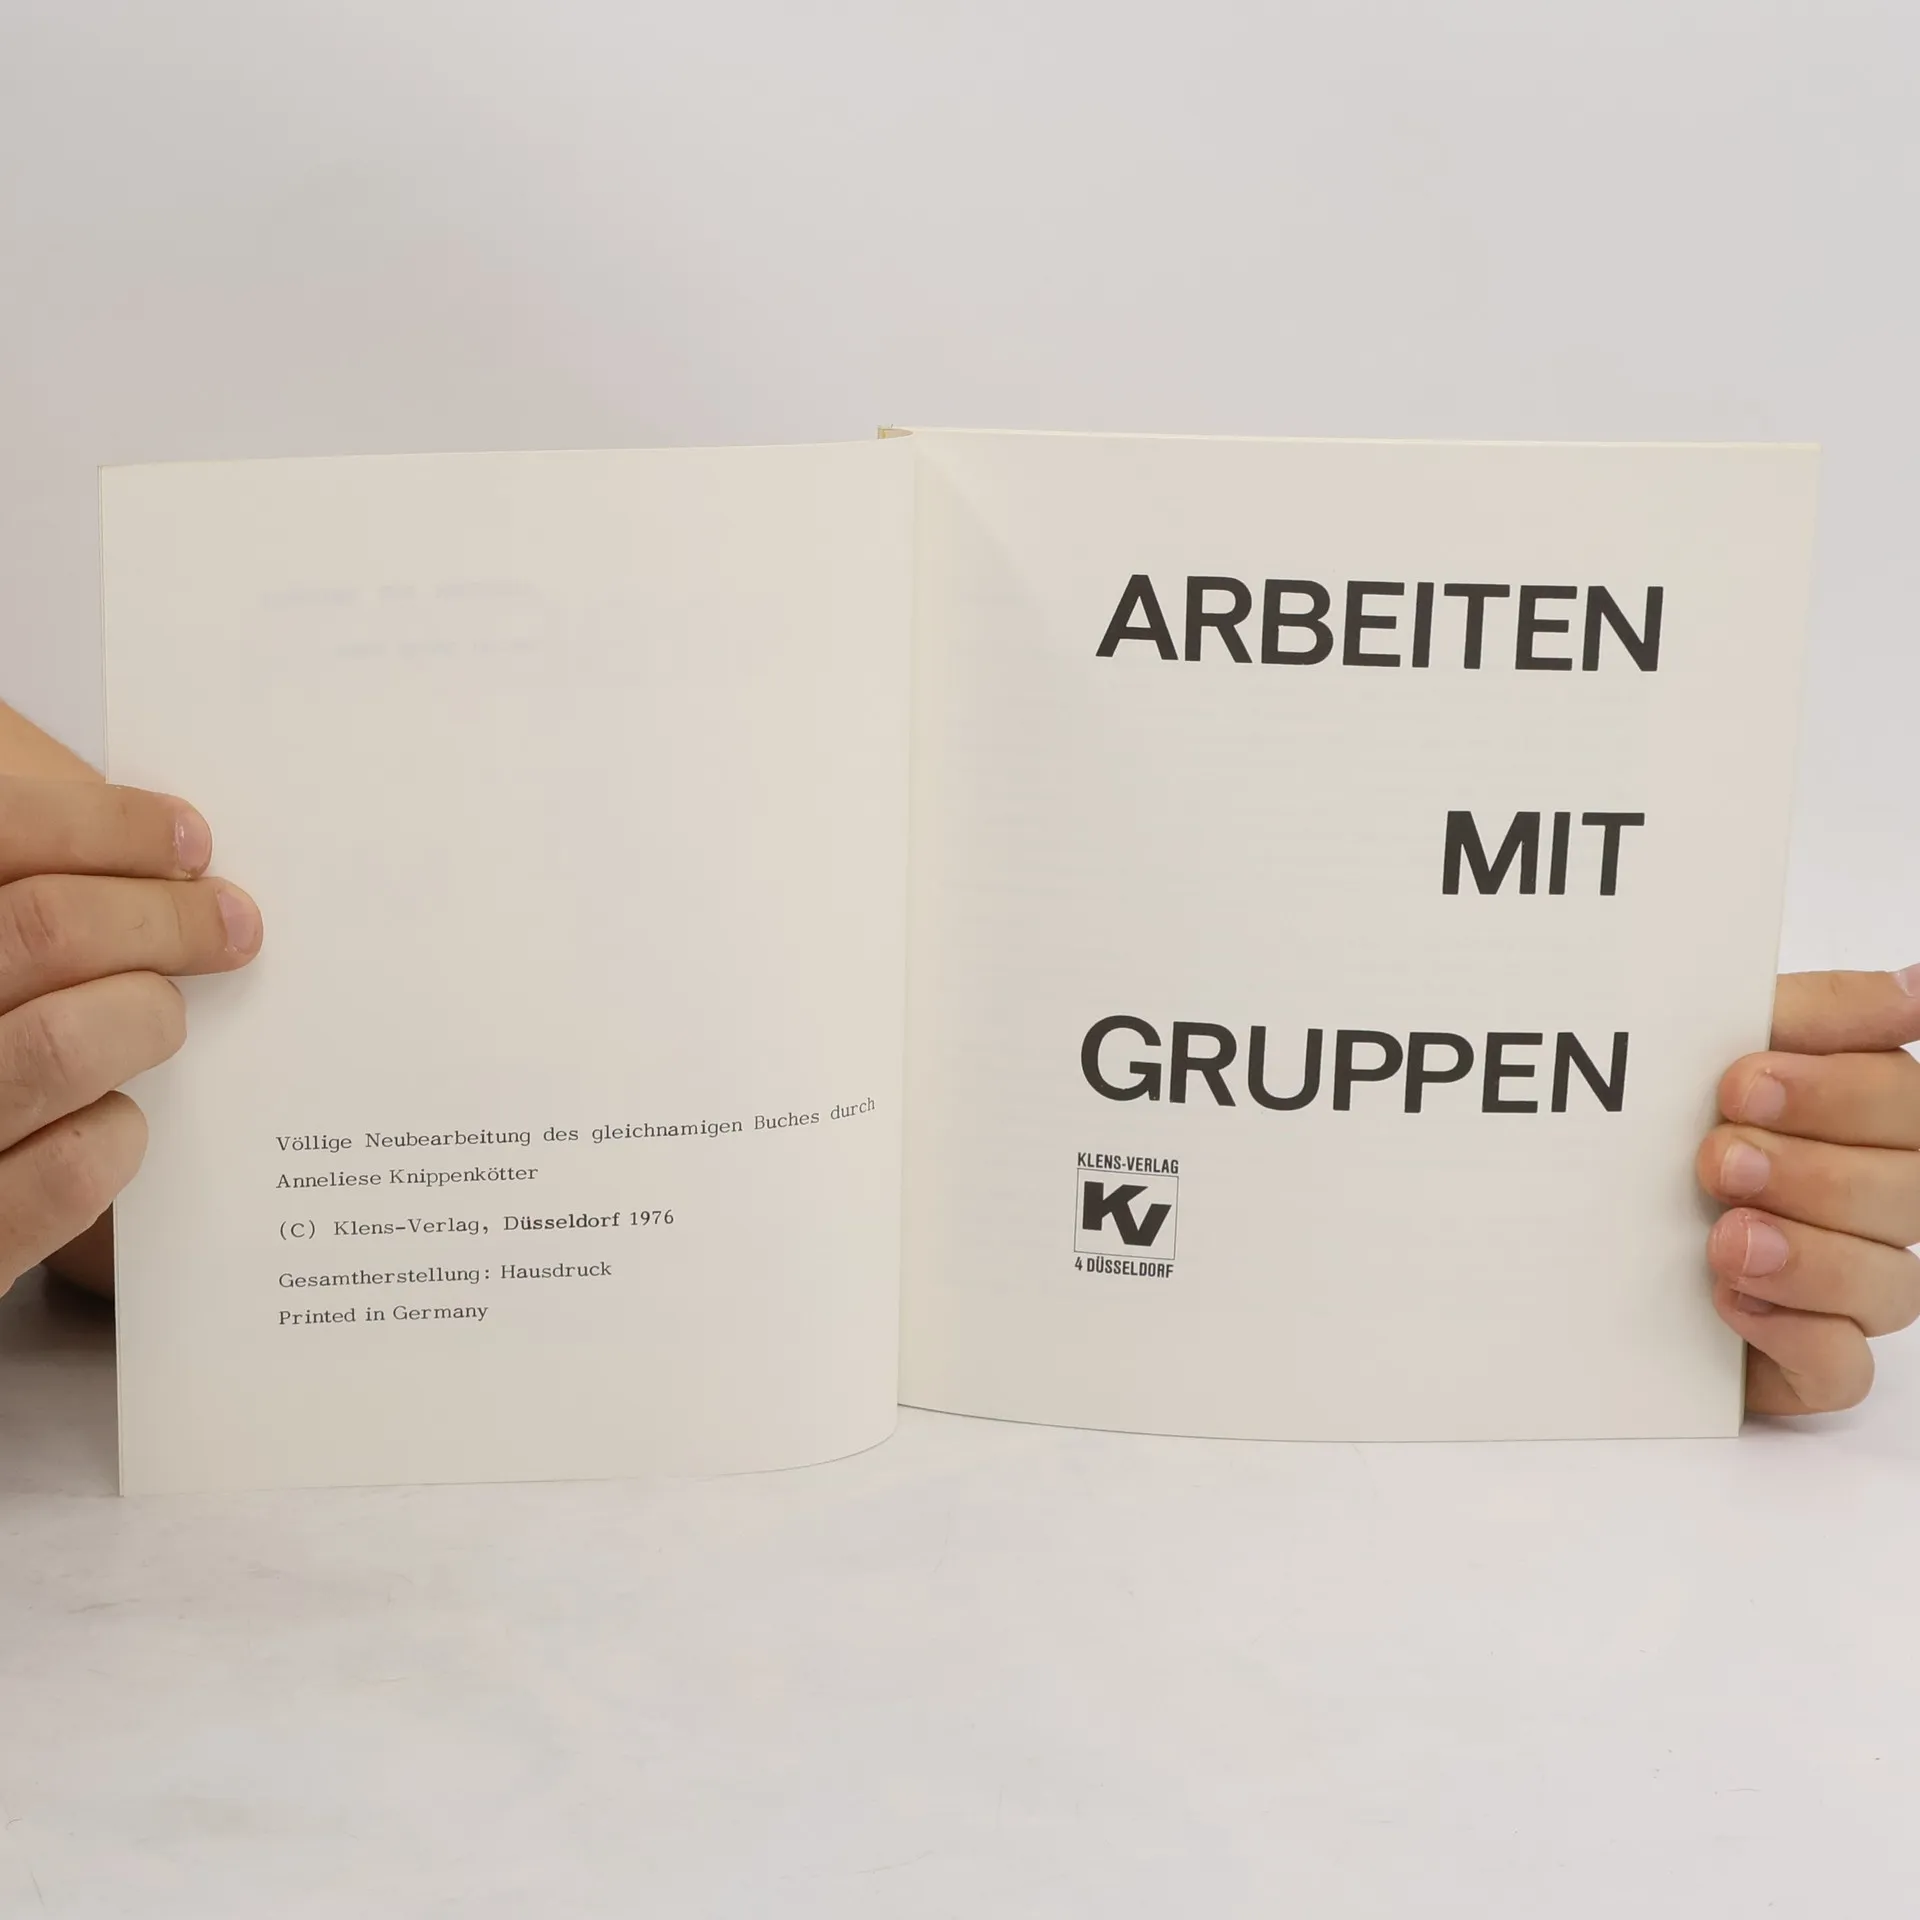 Völlige Neubearbeitung des gleichnamigen Buches durch
Anneliese Knippenkötter
(C) Klens-Verlag, Düsseldorf 1976
Gesamtherstellung: Hausdruck
Printed in Germany
ARBEITEN
MIT
GRUPPEN
KLENS-VERLAG
KV
4 DÜSSELDORF